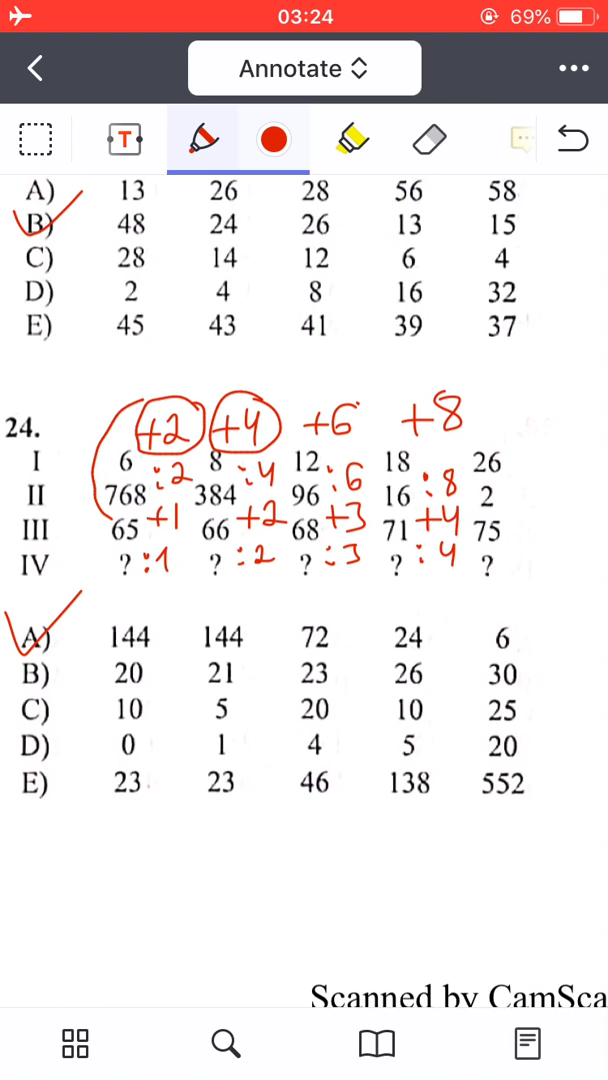 03:24 69%
Annotate
T
A) 13 26 28 56 58
B) 48 24 26 13 15
C) 28 14 12 6 4
D) 2 4 8 16 32
E) 45 43 41 39 37
+2 +4 +6 +8
24.
I 6 8 12 18 26
:2 :4 :6 :8
II 768 384 96 16 2
+1 +2 +3 +4
III 65 66 68 71 75
IV ? :1 ? :2 ? :3 ? :4 ?
A) 144 144 72 24 6
B) 20 21 23 26 30
C) 10 5 20 10 25
D) 0 1 4 5 20
E) 23 23 46 138 552
Scanned by CamSca